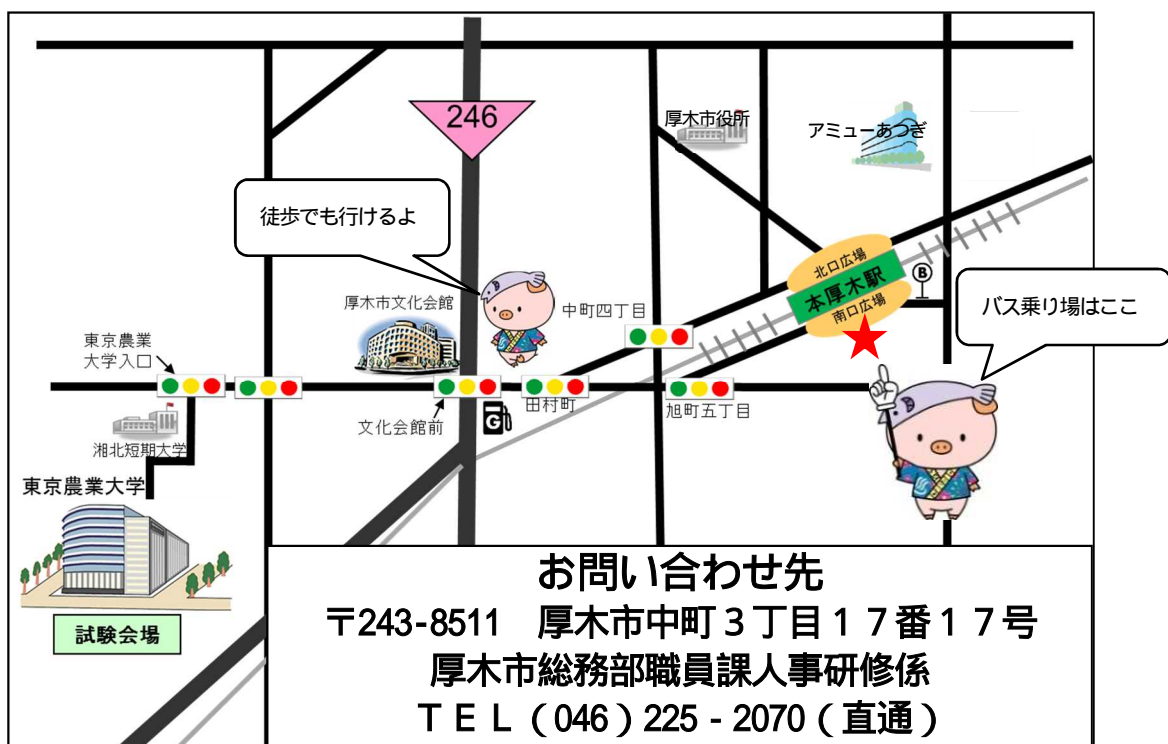 246
厚木市役所
アミューあつぎ
徒歩でも行けるよ
北口広場
本厚木駅
南口広場
B
バス乗り場はここ
厚木市文化会館
中町四丁目
東京農業
大学入口
田村町
旭町五丁目
文化会館前
G
湘北短期大学
東京農業大学
試験会場
お問い合わせ先
〒243-8511 厚木市中町３丁目１７番１７号
厚木市総務部職員課人事研修係
ＴＥＬ（046）225‐2070（直通）